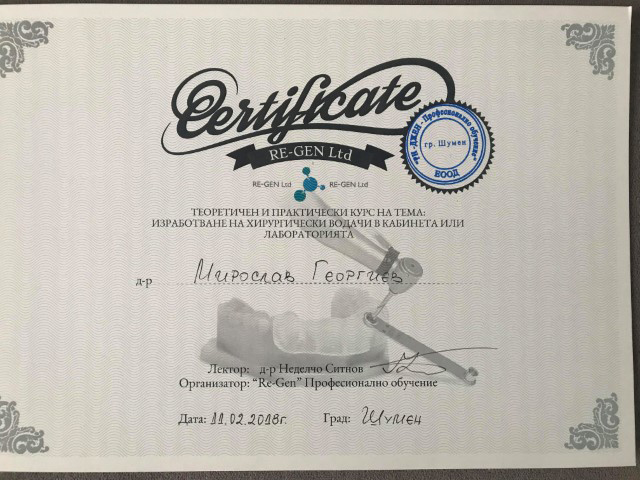 Certificate
RE-GEN Ltd
"РИ-ДЖЕН - Професионално обучение"
гр. Шумен
ЕООД
RE-GEN Ltd RE-GEN Ltd
ТЕОРЕТИЧЕН И ПРАКТИЧЕСКИ КУРС НА ТЕМА:
ИЗРАБОТВАНЕ НА ХИРУРГИЧЕСКИ ВОДАЧИ В КАБИНЕТА ИЛИ
ЛАБОРАТОРИЯТА
д-р Мирослав Георгиев
Лектор: д-р Неделчо Ситнов
Организатор: "Re-Gen" Професионално обучение
Дата: 11.02.2018г. Град: Шумен